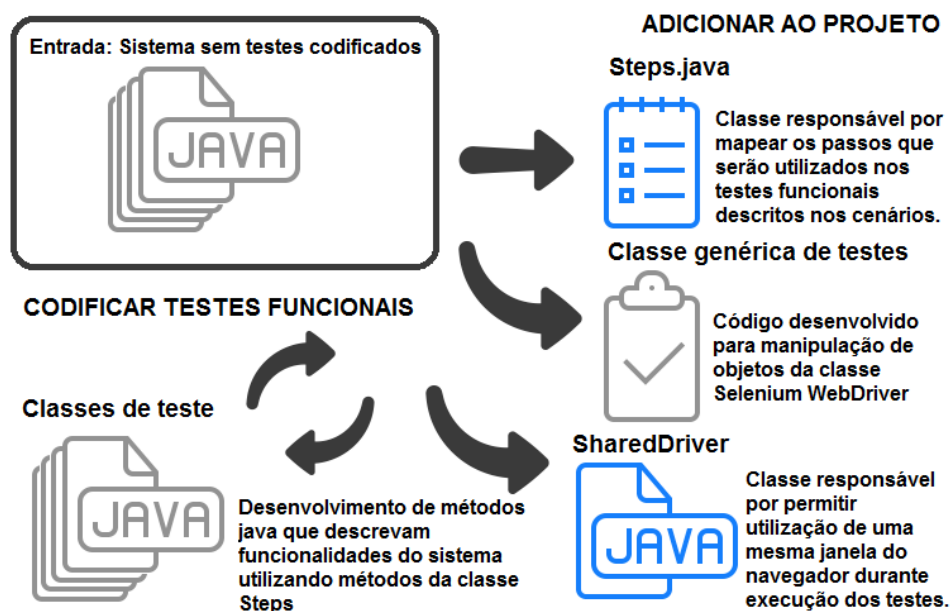 Entrada: Sistema sem testes codificados
JAVA
ADICIONAR AO PROJETO
Steps.java
Classe responsável por
mapear os passos que
serão utilizados nos
testes funcionais
descritos nos cenários.
Classe genérica de testes
Código desenvolvido
para manipulação de
objetos da classe
Selenium WebDriver
SharedDriver
JAVA
Classe responsável
por permitir
utilização de uma
mesma janela do
navegador durante
execução dos testes.
CODIFICAR TESTES FUNCIONAIS
Classes de teste
JAVA
Desenvolvimento de métodos
java que descrevam
funcionalidades do sistema
utilizando métodos da classe
Steps